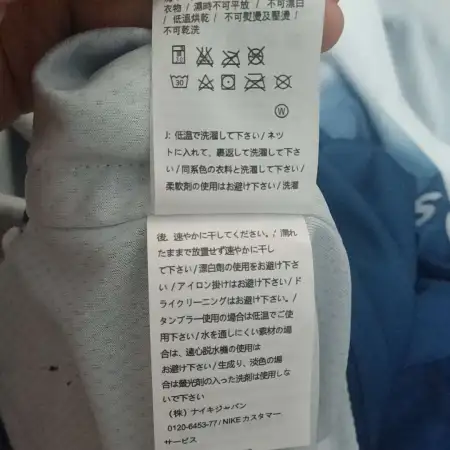 衣物 / 濕時不可平放 / 不可漂白
/ 低溫烘乾 / 不可熨燙及壓燙 /
不可乾洗
30
W
J: 低温で洗濯して下さい/ ネッ
トに入れて、裏返して洗濯して下さ
い/ 同系色の衣料と洗濯して下さい
/ 柔軟剤の使用はお避け下さい/ 洗濯
後、速やかに干してください。/ 濡れ
たままで放置せず速やかに干し
て下さい/ 漂白剤の使用をお避け下さ
い / アイロン掛けはお避け下さい/ ド
ライクリーニングはお避け下さい。/
タンブラー使用の場合は低温でご使
用下さい/ 水を通しにくい素材の場
合は、遠心脱水機の使用は
お避け下さい/ 生成り、淡色の場
合は蛍光剤の入った洗剤は使用しな
いで下さい
(株) ナイキジャパン
0120-6453-77 / NIKE カスタマー
サービス
S